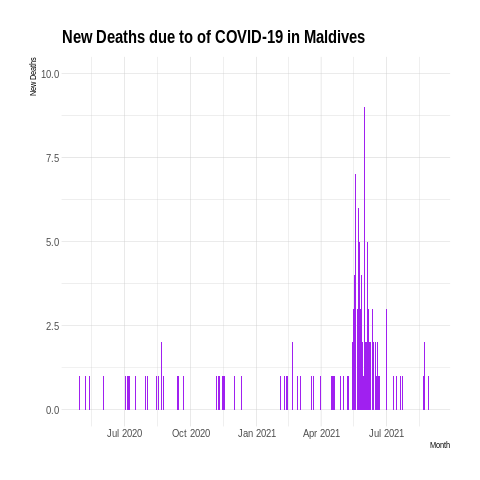 New Deaths due to of COVID-19 in Maldives
New Deaths
10.0
7.5
5.0
2.5
0.0
Jul 2020 Oct 2020 Jan 2021 Apr 2021 Jul 2021
Month